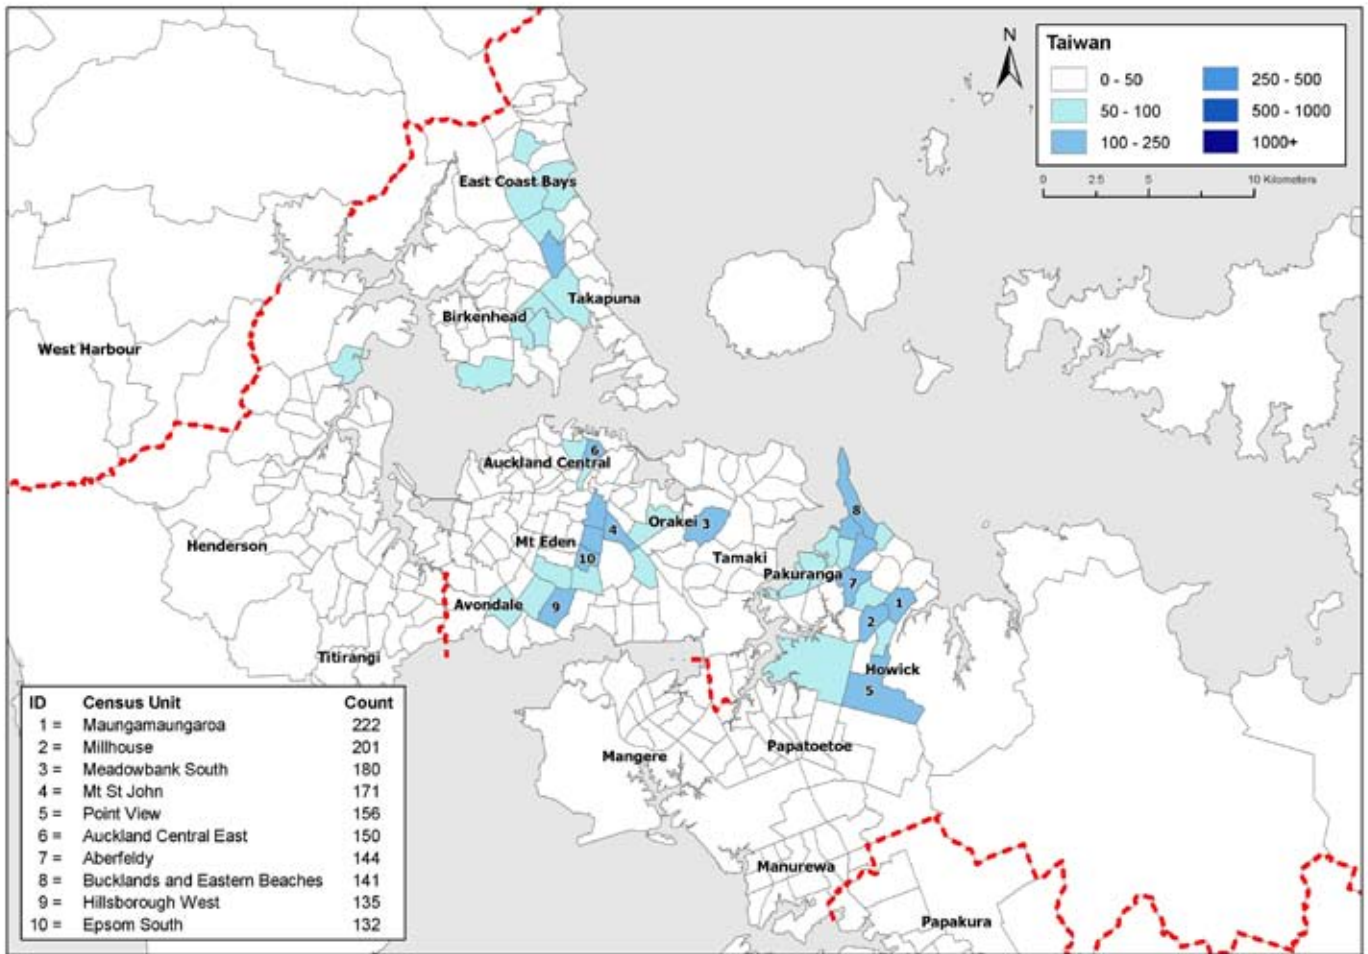 N
Taiwan
0 - 50
250 - 500
50 - 100
500 - 1000
100 - 250
1000+
0 2.5 5 10 Kilometers
East Coast Bays
Takapuna
Birkenhead
West Harbour
6
Auckland Central
8
Orakei 3
4
Mt Eden
Henderson
10
Tamaki
Pakuranga
7
Avondale
9
1
2
Titirangi
Howick
5
Papatoetoe
Mangere
Manurewa
Papakura
ID Census Unit Count
1 = Maungamaungaroa 222
2 = Millhouse 201
3 = Meadowbank South 180
4 = Mt St John 171
5 = Point View 156
6 = Auckland Central East 150
7 = Aberfeldy 144
8 = Bucklands and Eastern Beaches 141
9 = Hillsborough West 135
10 = Epsom South 132